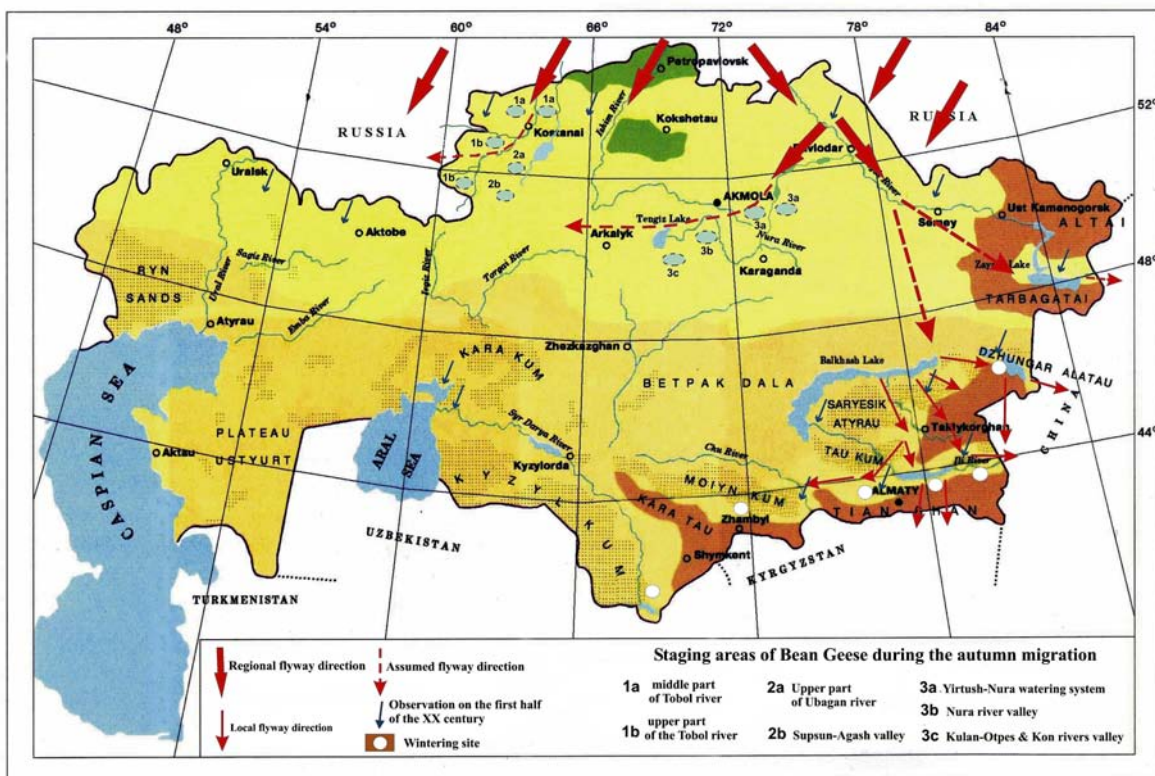 48°
54°
60°
66°
72°
78°
84°
52°
48°
44°
RUSSIA
Petropavlovsk
1a
1a
Kostanai
Ishim River
Kokshetau
1b
2a
1b
2b
Uralsk
Pavlodar
AKMOLA
3a
3a
Tengiz Lake
3b
3c
Nura River
Arkalyk
Karaganda
Semey
Ust Kamenogorsk
ALTAI
Lake
TARBAGATAI
Aktobe
Sagiz River
RYN
SANDS
Ural River
Emba River
Irgiz River
Torgai River
Atyrau
KARA KUM
Zhezkazghan
BETPAK DALA
Balkhash Lake
DZHUNGAR ALATAU
SARYESIK
ATYRAU
Taldykorghan
CHINA
CASPIAN SEA
PLATEAU
USTYURT
Aktau
ARAL
SEA
Syr Darya River
Kyzylorda
KYZYL KUM
Chu River
TAU KUM
Ili River
MOIYN KUM
ALMATY
TIAN SHAN
KARA TAU
Zhambyl
Shymkent
UZBEKISTAN
KYRGYZSTAN
TURKMENISTAN
Regional flyway direction
Assumed flyway direction
Local flyway direction
Observation on the first half
of the XX century
Wintering site
Staging areas of Bean Geese during the autumn migration
1a middle part
of Tobol river
1b upper part
of the Tobol river
2a Upper part
of Ubagan river
2b Supsun-Agash valley
3a Yirtush-Nura watering system
3b Nura river valley
3c Kulan-Otpes & Kon rivers valley